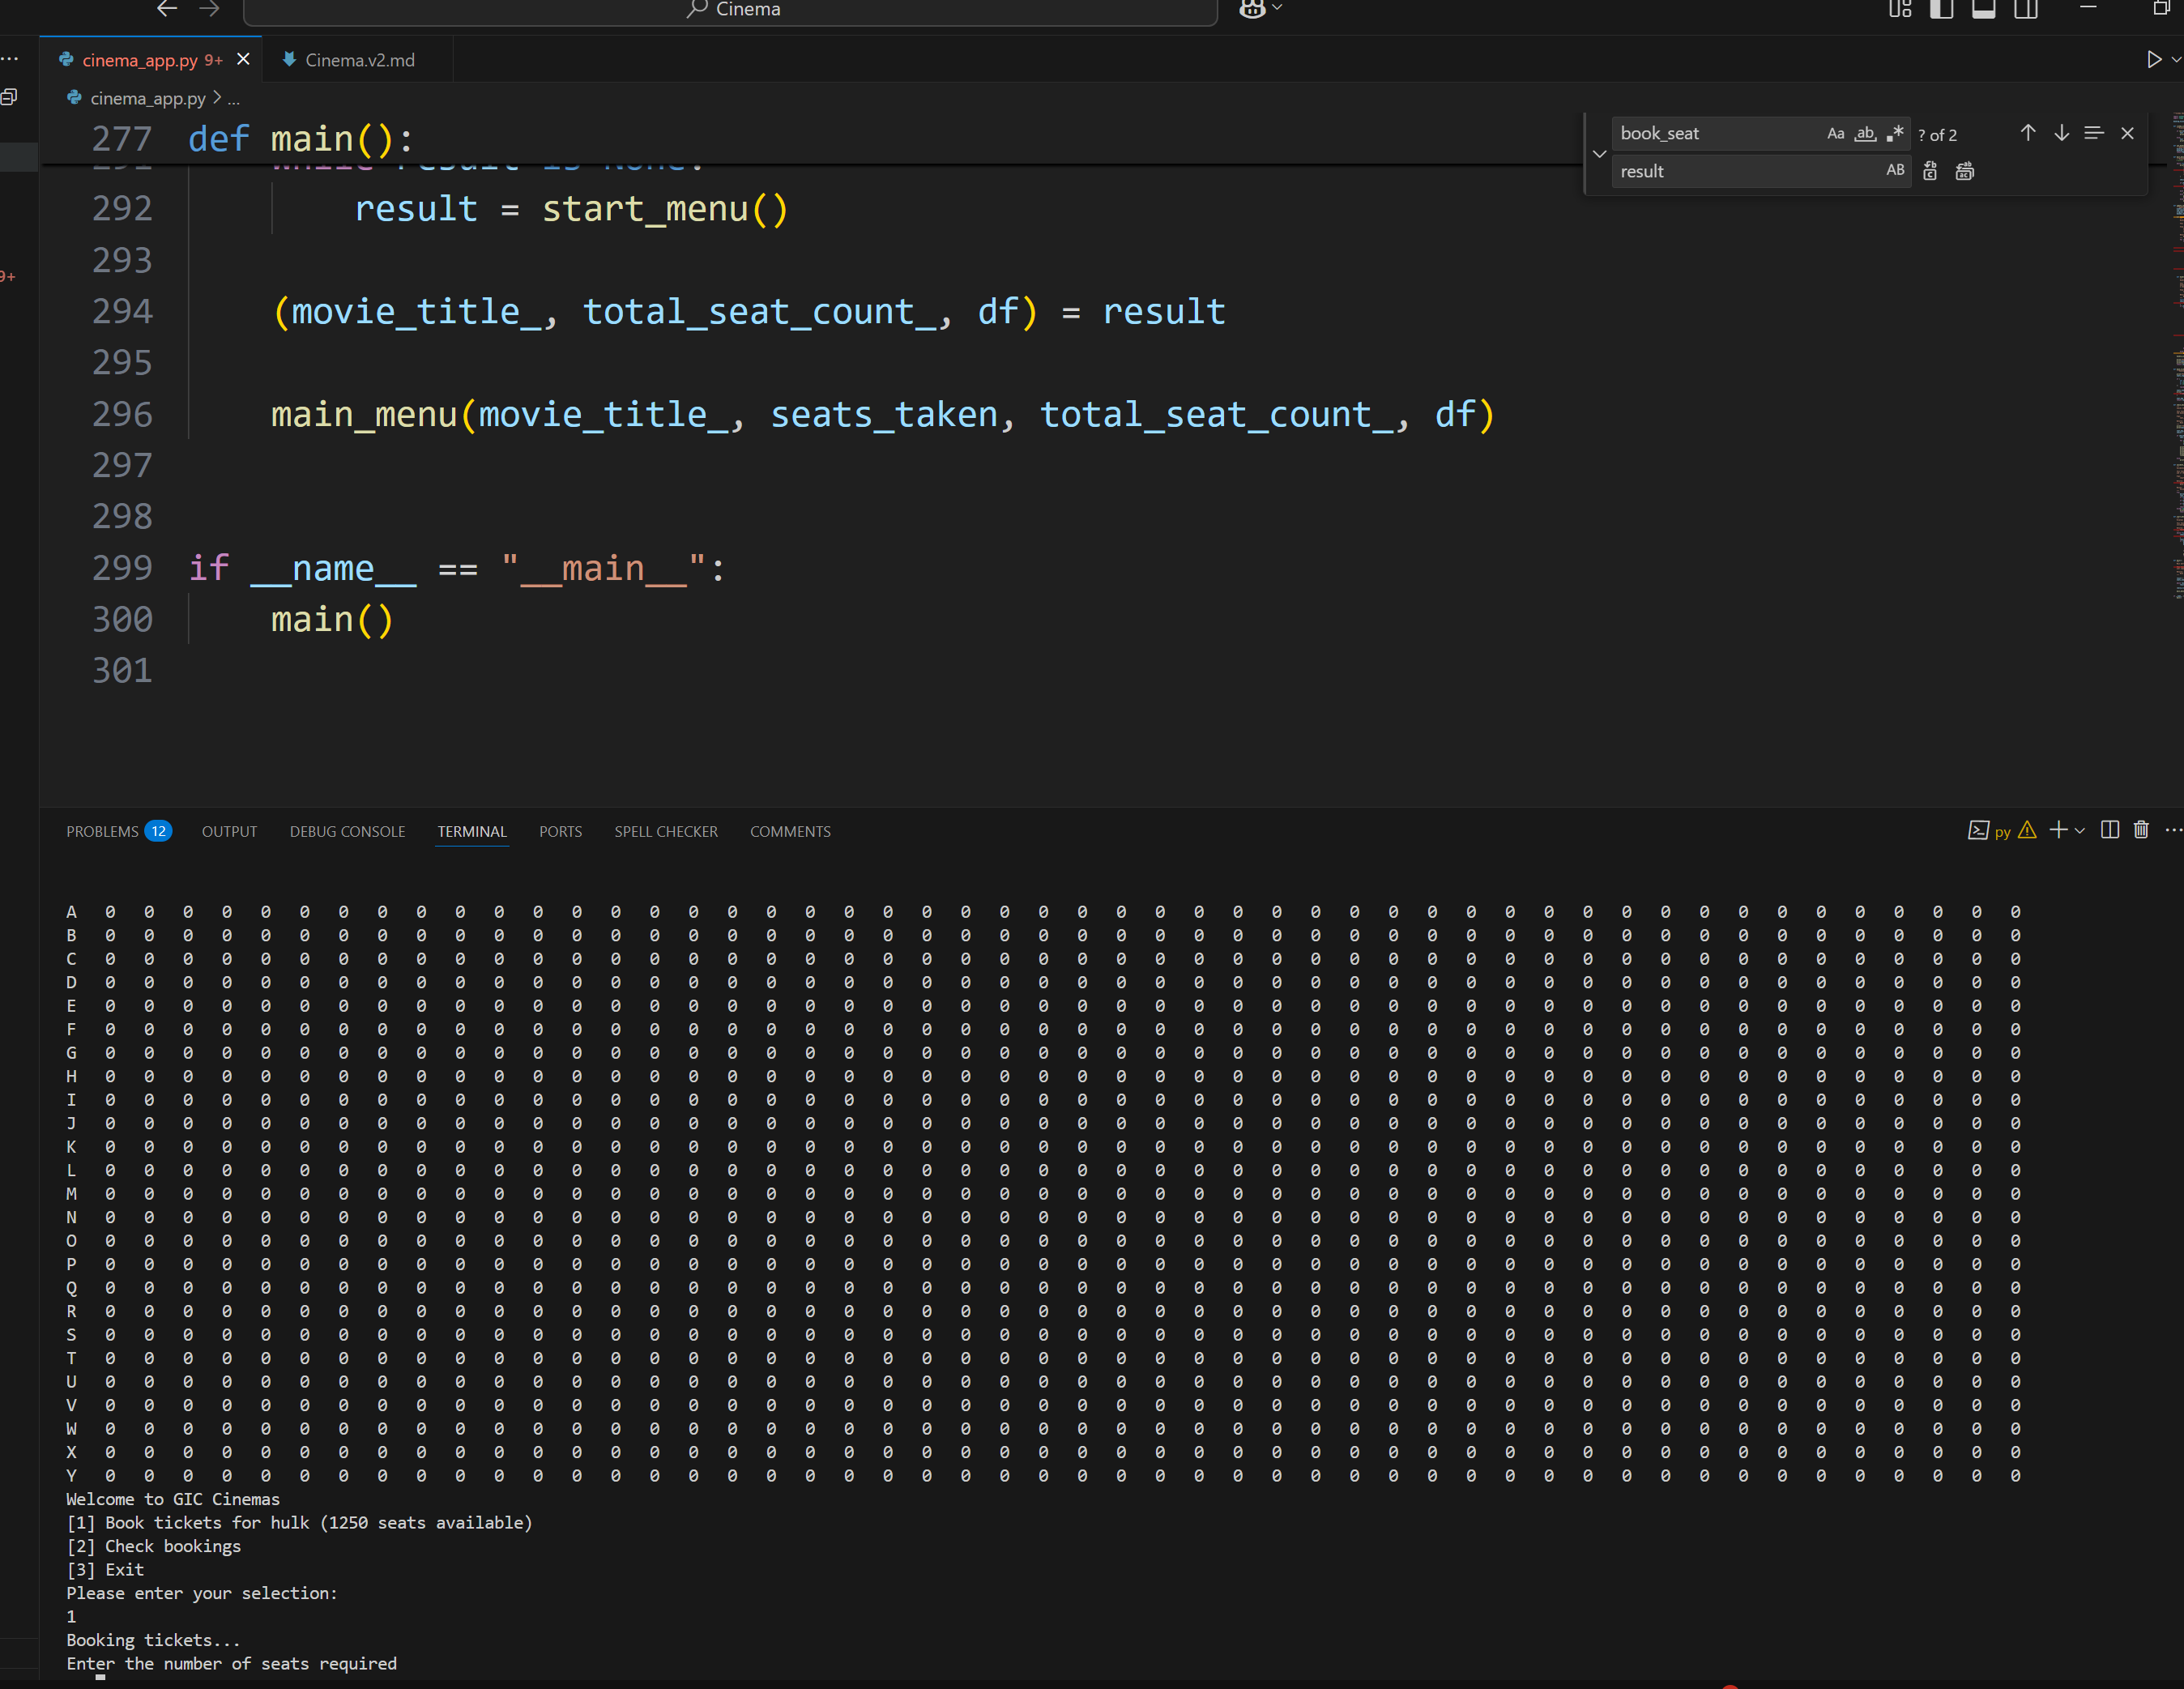 Cinema
cinema_app.py 9+
Cinema.v2.md
cinema_app.py > ...
book_seat Aa ab ? of 2
result AB
9+
277 def main():
291 while result is None:
292 result = start_menu()
293
294 (movie_title_, total_seat_count_, df) = result
295
296 main_menu(movie_title_, seats_taken, total_seat_count_, df)
297
298
299 if __name__ == "__main__":
300 main()
301
PROBLEMS 12 OUTPUT DEBUG CONSOLE TERMINAL PORTS SPELL CHECKER COMMENTS py
A 0 0 0 0 0 0 0 0 0 0 0 0 0 0 0 0 0 0 0 0 0 0 0 0 0 0 0 0 0 0 0 0 0 0 0 0 0 0 0 0 0 0 0 0 0 0 0 0 0 0
B 0 0 0 0 0 0 0 0 0 0 0 0 0 0 0 0 0 0 0 0 0 0 0 0 0 0 0 0 0 0 0 0 0 0 0 0 0 0 0 0 0 0 0 0 0 0 0 0 0 0
C 0 0 0 0 0 0 0 0 0 0 0 0 0 0 0 0 0 0 0 0 0 0 0 0 0 0 0 0 0 0 0 0 0 0 0 0 0 0 0 0 0 0 0 0 0 0 0 0 0 0
D 0 0 0 0 0 0 0 0 0 0 0 0 0 0 0 0 0 0 0 0 0 0 0 0 0 0 0 0 0 0 0 0 0 0 0 0 0 0 0 0 0 0 0 0 0 0 0 0 0 0
E 0 0 0 0 0 0 0 0 0 0 0 0 0 0 0 0 0 0 0 0 0 0 0 0 0 0 0 0 0 0 0 0 0 0 0 0 0 0 0 0 0 0 0 0 0 0 0 0 0 0
F 0 0 0 0 0 0 0 0 0 0 0 0 0 0 0 0 0 0 0 0 0 0 0 0 0 0 0 0 0 0 0 0 0 0 0 0 0 0 0 0 0 0 0 0 0 0 0 0 0 0
G 0 0 0 0 0 0 0 0 0 0 0 0 0 0 0 0 0 0 0 0 0 0 0 0 0 0 0 0 0 0 0 0 0 0 0 0 0 0 0 0 0 0 0 0 0 0 0 0 0 0
H 0 0 0 0 0 0 0 0 0 0 0 0 0 0 0 0 0 0 0 0 0 0 0 0 0 0 0 0 0 0 0 0 0 0 0 0 0 0 0 0 0 0 0 0 0 0 0 0 0 0
I 0 0 0 0 0 0 0 0 0 0 0 0 0 0 0 0 0 0 0 0 0 0 0 0 0 0 0 0 0 0 0 0 0 0 0 0 0 0 0 0 0 0 0 0 0 0 0 0 0 0
J 0 0 0 0 0 0 0 0 0 0 0 0 0 0 0 0 0 0 0 0 0 0 0 0 0 0 0 0 0 0 0 0 0 0 0 0 0 0 0 0 0 0 0 0 0 0 0 0 0 0
K 0 0 0 0 0 0 0 0 0 0 0 0 0 0 0 0 0 0 0 0 0 0 0 0 0 0 0 0 0 0 0 0 0 0 0 0 0 0 0 0 0 0 0 0 0 0 0 0 0 0
L 0 0 0 0 0 0 0 0 0 0 0 0 0 0 0 0 0 0 0 0 0 0 0 0 0 0 0 0 0 0 0 0 0 0 0 0 0 0 0 0 0 0 0 0 0 0 0 0 0 0
M 0 0 0 0 0 0 0 0 0 0 0 0 0 0 0 0 0 0 0 0 0 0 0 0 0 0 0 0 0 0 0 0 0 0 0 0 0 0 0 0 0 0 0 0 0 0 0 0 0 0
N 0 0 0 0 0 0 0 0 0 0 0 0 0 0 0 0 0 0 0 0 0 0 0 0 0 0 0 0 0 0 0 0 0 0 0 0 0 0 0 0 0 0 0 0 0 0 0 0 0 0
O 0 0 0 0 0 0 0 0 0 0 0 0 0 0 0 0 0 0 0 0 0 0 0 0 0 0 0 0 0 0 0 0 0 0 0 0 0 0 0 0 0 0 0 0 0 0 0 0 0 0
P 0 0 0 0 0 0 0 0 0 0 0 0 0 0 0 0 0 0 0 0 0 0 0 0 0 0 0 0 0 0 0 0 0 0 0 0 0 0 0 0 0 0 0 0 0 0 0 0 0 0
Q 0 0 0 0 0 0 0 0 0 0 0 0 0 0 0 0 0 0 0 0 0 0 0 0 0 0 0 0 0 0 0 0 0 0 0 0 0 0 0 0 0 0 0 0 0 0 0 0 0 0
R 0 0 0 0 0 0 0 0 0 0 0 0 0 0 0 0 0 0 0 0 0 0 0 0 0 0 0 0 0 0 0 0 0 0 0 0 0 0 0 0 0 0 0 0 0 0 0 0 0 0
S 0 0 0 0 0 0 0 0 0 0 0 0 0 0 0 0 0 0 0 0 0 0 0 0 0 0 0 0 0 0 0 0 0 0 0 0 0 0 0 0 0 0 0 0 0 0 0 0 0 0
T 0 0 0 0 0 0 0 0 0 0 0 0 0 0 0 0 0 0 0 0 0 0 0 0 0 0 0 0 0 0 0 0 0 0 0 0 0 0 0 0 0 0 0 0 0 0 0 0 0 0
U 0 0 0 0 0 0 0 0 0 0 0 0 0 0 0 0 0 0 0 0 0 0 0 0 0 0 0 0 0 0 0 0 0 0 0 0 0 0 0 0 0 0 0 0 0 0 0 0 0 0
V 0 0 0 0 0 0 0 0 0 0 0 0 0 0 0 0 0 0 0 0 0 0 0 0 0 0 0 0 0 0 0 0 0 0 0 0 0 0 0 0 0 0 0 0 0 0 0 0 0 0
W 0 0 0 0 0 0 0 0 0 0 0 0 0 0 0 0 0 0 0 0 0 0 0 0 0 0 0 0 0 0 0 0 0 0 0 0 0 0 0 0 0 0 0 0 0 0 0 0 0 0
X 0 0 0 0 0 0 0 0 0 0 0 0 0 0 0 0 0 0 0 0 0 0 0 0 0 0 0 0 0 0 0 0 0 0 0 0 0 0 0 0 0 0 0 0 0 0 0 0 0 0
Y 0 0 0 0 0 0 0 0 0 0 0 0 0 0 0 0 0 0 0 0 0 0 0 0 0 0 0 0 0 0 0 0 0 0 0 0 0 0 0 0 0 0 0 0 0 0 0 0 0 0
Welcome to GIC Cinemas
[1] Book tickets for hulk (1250 seats available)
[2] Check bookings
[3] Exit
Please enter your selection:
1
Booking tickets...
Enter the number of seats required